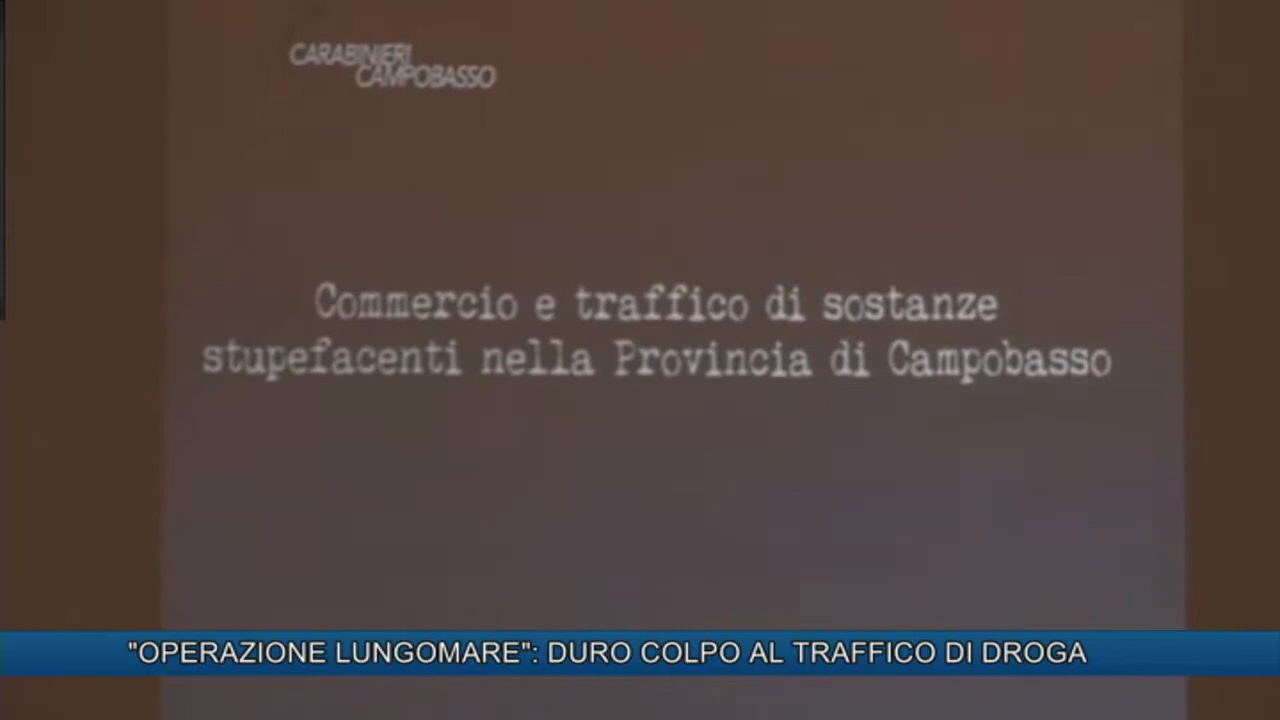 CARABINIERI
CAMPOBASSO
Commercio e traffico di sostanze
stupefacenti nella Provincia di Campobasso
"OPERAZIONE LUNGOMARE": DURO COLPO AL TRAFFICO DI DROGA